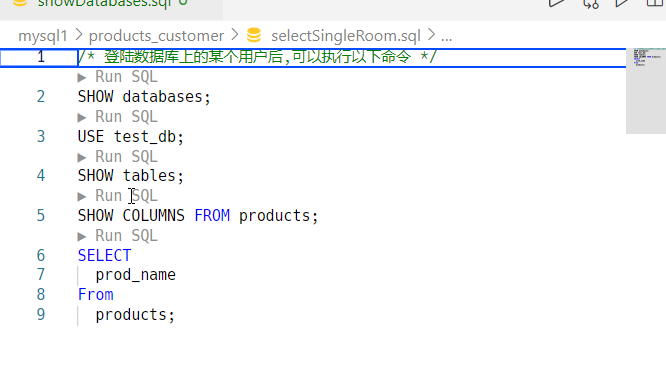 showDatabases.sql
mysql1 > products_customer > selectSingleRoom.sql > ...
1 /* 登陆数据库上的某个用户后,可以执行以下命令 */
▶ Run SQL
2 SHOW databases;
▶ Run SQL
3 USE test_db;
▶ Run SQL
4 SHOW tables;
▶ Run SQL
5 SHOW COLUMNS FROM products;
▶ Run SQL
6 SELECT
7 prod_name
8 From
9 products;